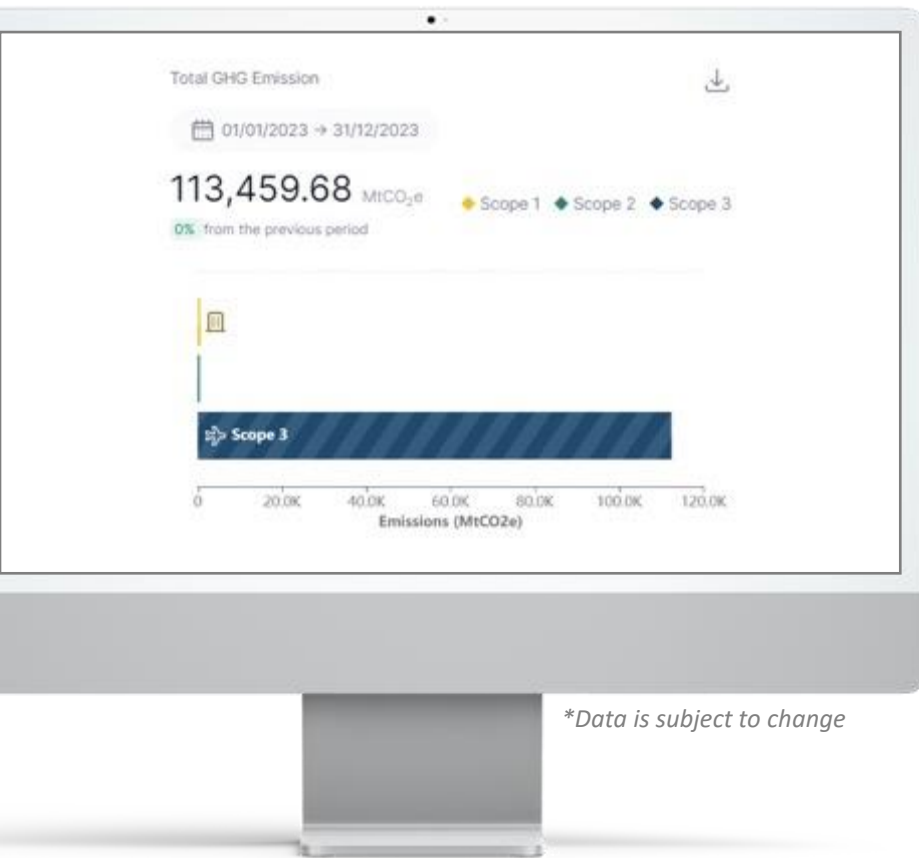 Total GHG Emission
01/01/2023 → 31/12/2023
113,459.68 MtCO₂e
Scope 1 Scope 2 Scope 3
0% from the previous period
Scope 3
0 20.0K 40.0K 60.0K 80.0K 100.0K 120.0K
Emissions (MtCO2e)
*Data is subject to change